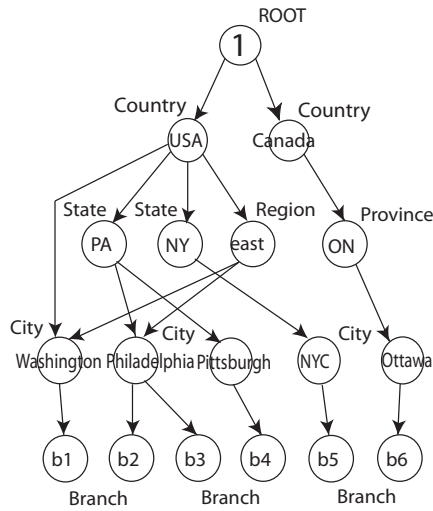 ROOT
1
Country
Country
USA
Canada
State
State
Region
Province
PA
NY
east
ON
City
City
City
Washington
Philadelphia
Pittsburgh
NYC
Ottawa
b1
b2
b3
b4
b5
b6
Branch
Branch
Branch